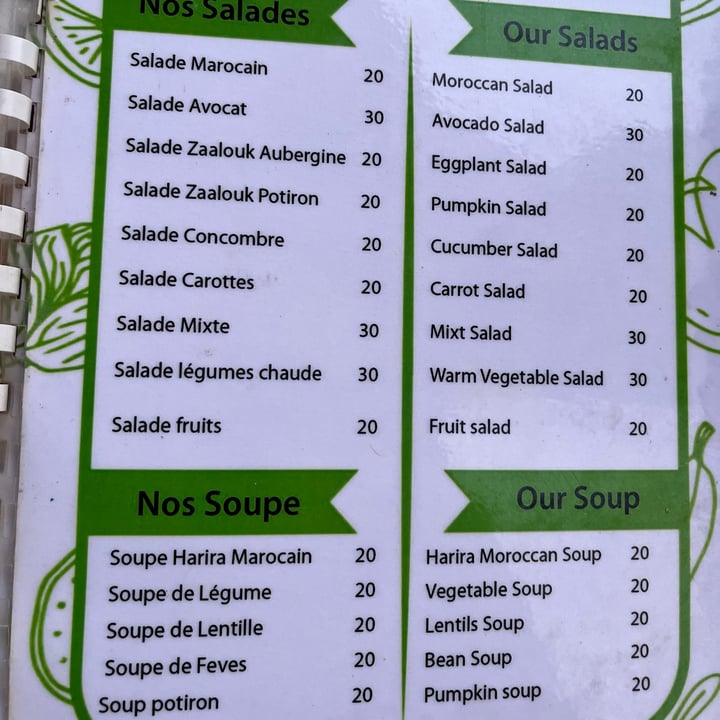 Nos Salades
Salade Marocain 20
Salade Avocat 30
Salade Zaalouk Aubergine 20
Salade Zaalouk Potiron 20
Salade Concombre 20
Salade Carottes 20
Salade Mixte 30
Salade légumes chaude 30
Salade fruits 20
Nos Soupe
Soupe Harira Marocain 20
Soupe de Légume 20
Soupe de Lentille 20
Soupe de Feves 20
Soup potiron 20
Our Salads
Moroccan Salad 20
Avocado Salad 30
Eggplant Salad 20
Pumpkin Salad 20
Cucumber Salad 20
Carrot Salad 20
Mixt Salad 30
Warm Vegetable Salad 30
Fruit salad 20
Our Soup
Harira Moroccan Soup 20
Vegetable Soup 20
Lentils Soup 20
Bean Soup 20
Pumpkin soup 20